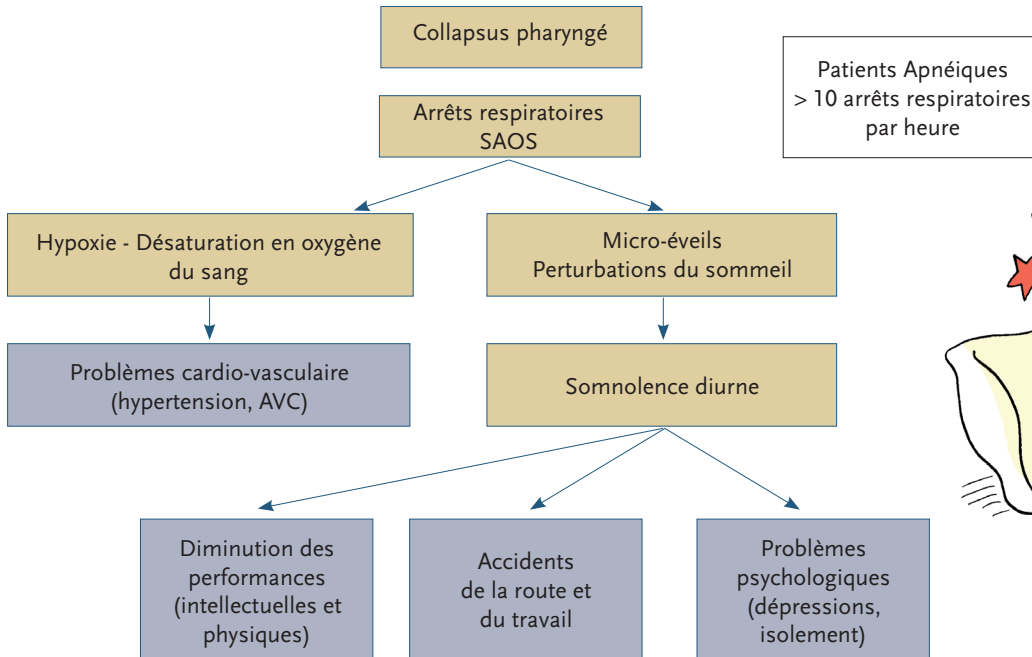 Collapsus pharyngé
Patients Apnéiques
> 10 arrêts respiratoires
par heure
Arrêts respiratoires
SAOS
Hypoxie - Désaturation en oxygène
du sang
Micro-éveils
Perturbations du sommeil
Problèmes cardio-vasculaire
(hypertension, AVC)
Somnolence diurne
Diminution des
performances
(intellectuelles et
physiques)
Accidents
de la route et
du travail
Problèmes
psychologiques
(dépressions,
isolement)